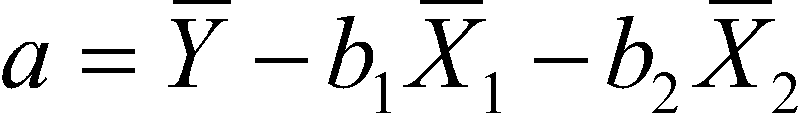 a = Y̅ − b₁X̅₁ − b₂X̅₂